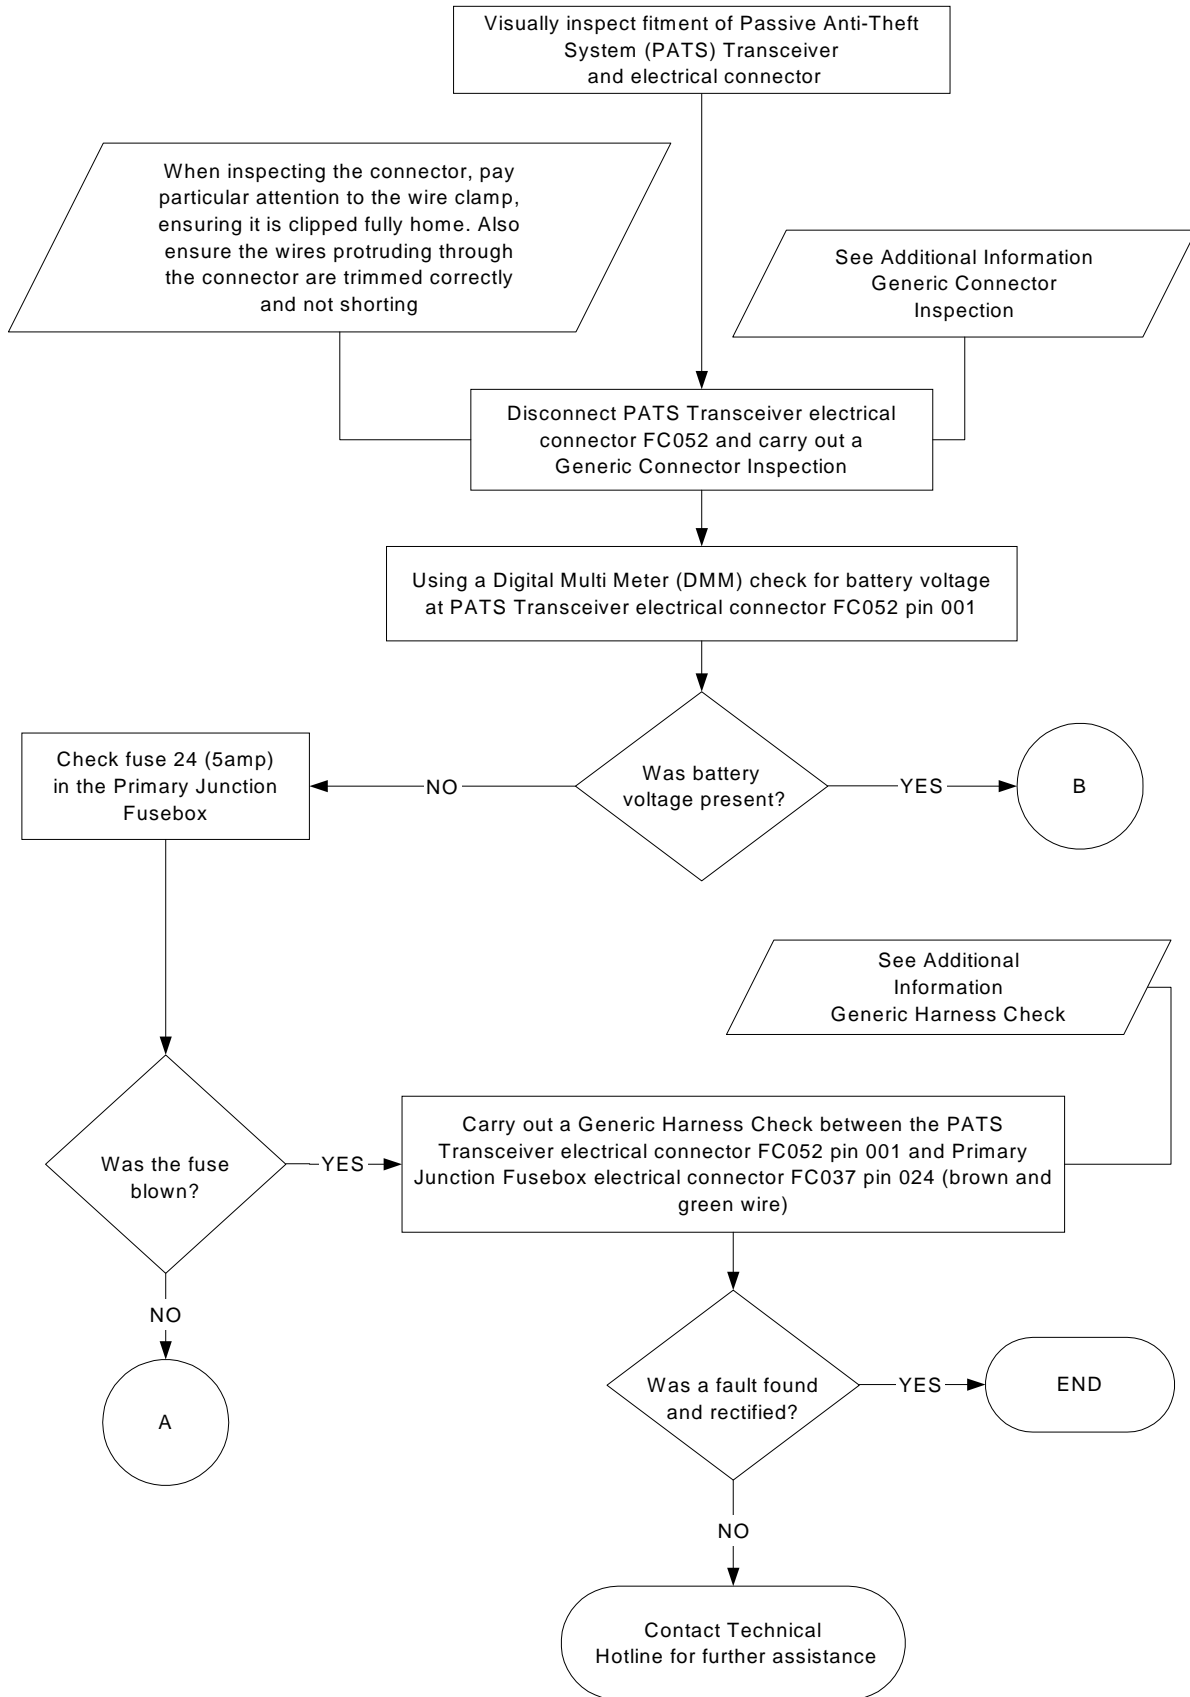 Visually inspect fitment of Passive Anti-Theft
System (PATS) Transceiver
and electrical connector
When inspecting the connector, pay
particular attention to the wire clamp,
ensuring it is clipped fully home. Also
ensure the wires protruding through
the connector are trimmed correctly
and not shorting
See Additional Information
Generic Connector
Inspection
Disconnect PATS Transceiver electrical
connector FC052 and carry out a
Generic Connector Inspection
Using a Digital Multi Meter (DMM) check for battery voltage
at PATS Transceiver electrical connector FC052 pin 001
Check fuse 24 (5amp)
in the Primary Junction
Fusebox
NO
Was battery
voltage present?
YES
B
See Additional
Information
Generic Harness Check
Was the fuse
blown?
YES
Carry out a Generic Harness Check between the PATS
Transceiver electrical connector FC052 pin 001 and Primary
Junction Fusebox electrical connector FC037 pin 024 (brown and
green wire)
NO
A
Was a fault found
and rectified?
YES
END
NO
Contact Technical
Hotline for further assistance